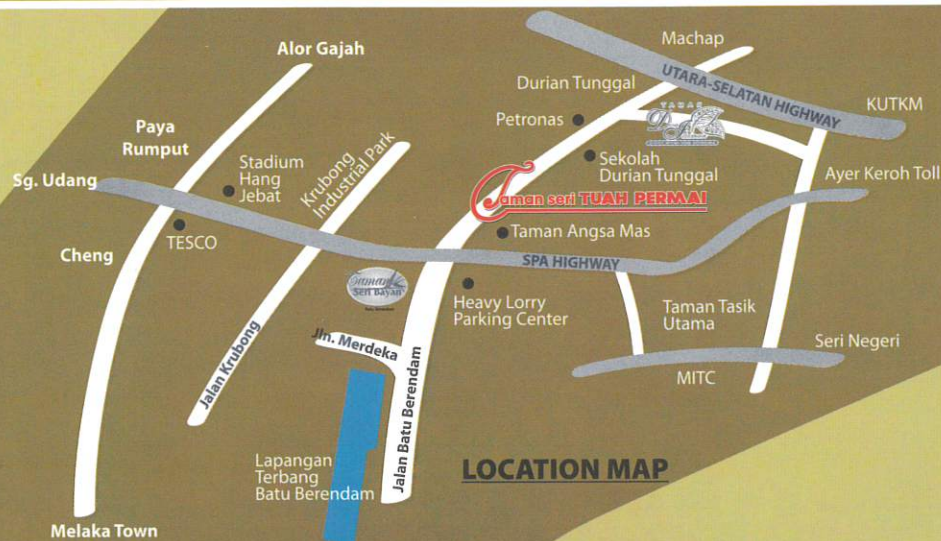 Machap
Alor Gajah
UTARA-SELATAN HIGHWAY
Durian Tunggal
KUTKM
Petronas
TAMAN
Paya
Rumput
Stadium
Hang
Jebat
Krubong
Industrial Park
Sekolah
Durian Tunggal
Ayer Keroh Toll
Sg. Udang
Taman seri TUAH PERMAI
TESCO
Taman Angsa Mas
Cheng
SPA HIGHWAY
Taman
Seri Bayan
Heavy Lorry
Parking Center
Taman Tasik
Utama
Jln. Merdeka
Seri Negeri
Jalan Krubong
MITC
Jalan Batu Berendam
Lapangan
Terbang
Batu Berendam
LOCATION MAP
Melaka Town